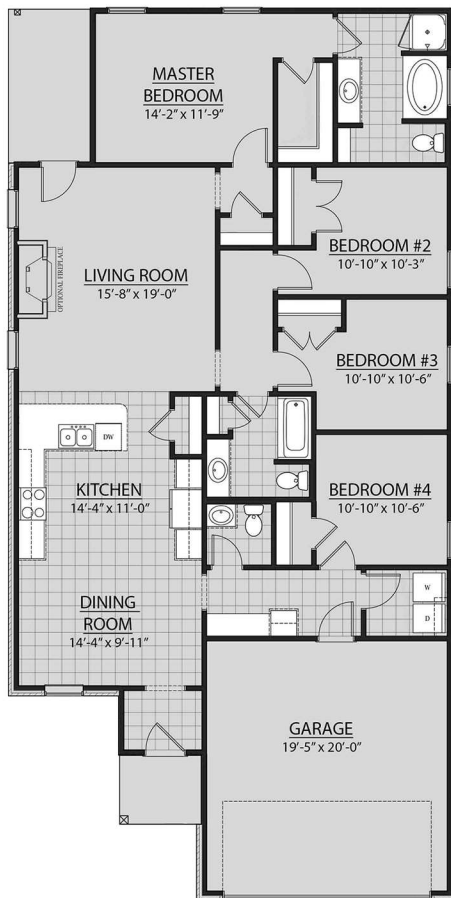 MASTER
BEDROOM
14'-2" x 11'-9"
BEDROOM #2
10'-10" x 10'-3"
LIVING ROOM
15'-8" x 19'-0"
OPTIONAL FIREPLACE
BEDROOM #3
10'-10" x 10'-6"
DW
KITCHEN
14'-4" x 11'-0"
BEDROOM #4
10'-10" x 10'-6"
DINING
ROOM
14'-4" x 9'-11"
W
D
GARAGE
19'-5" x 20'-0"